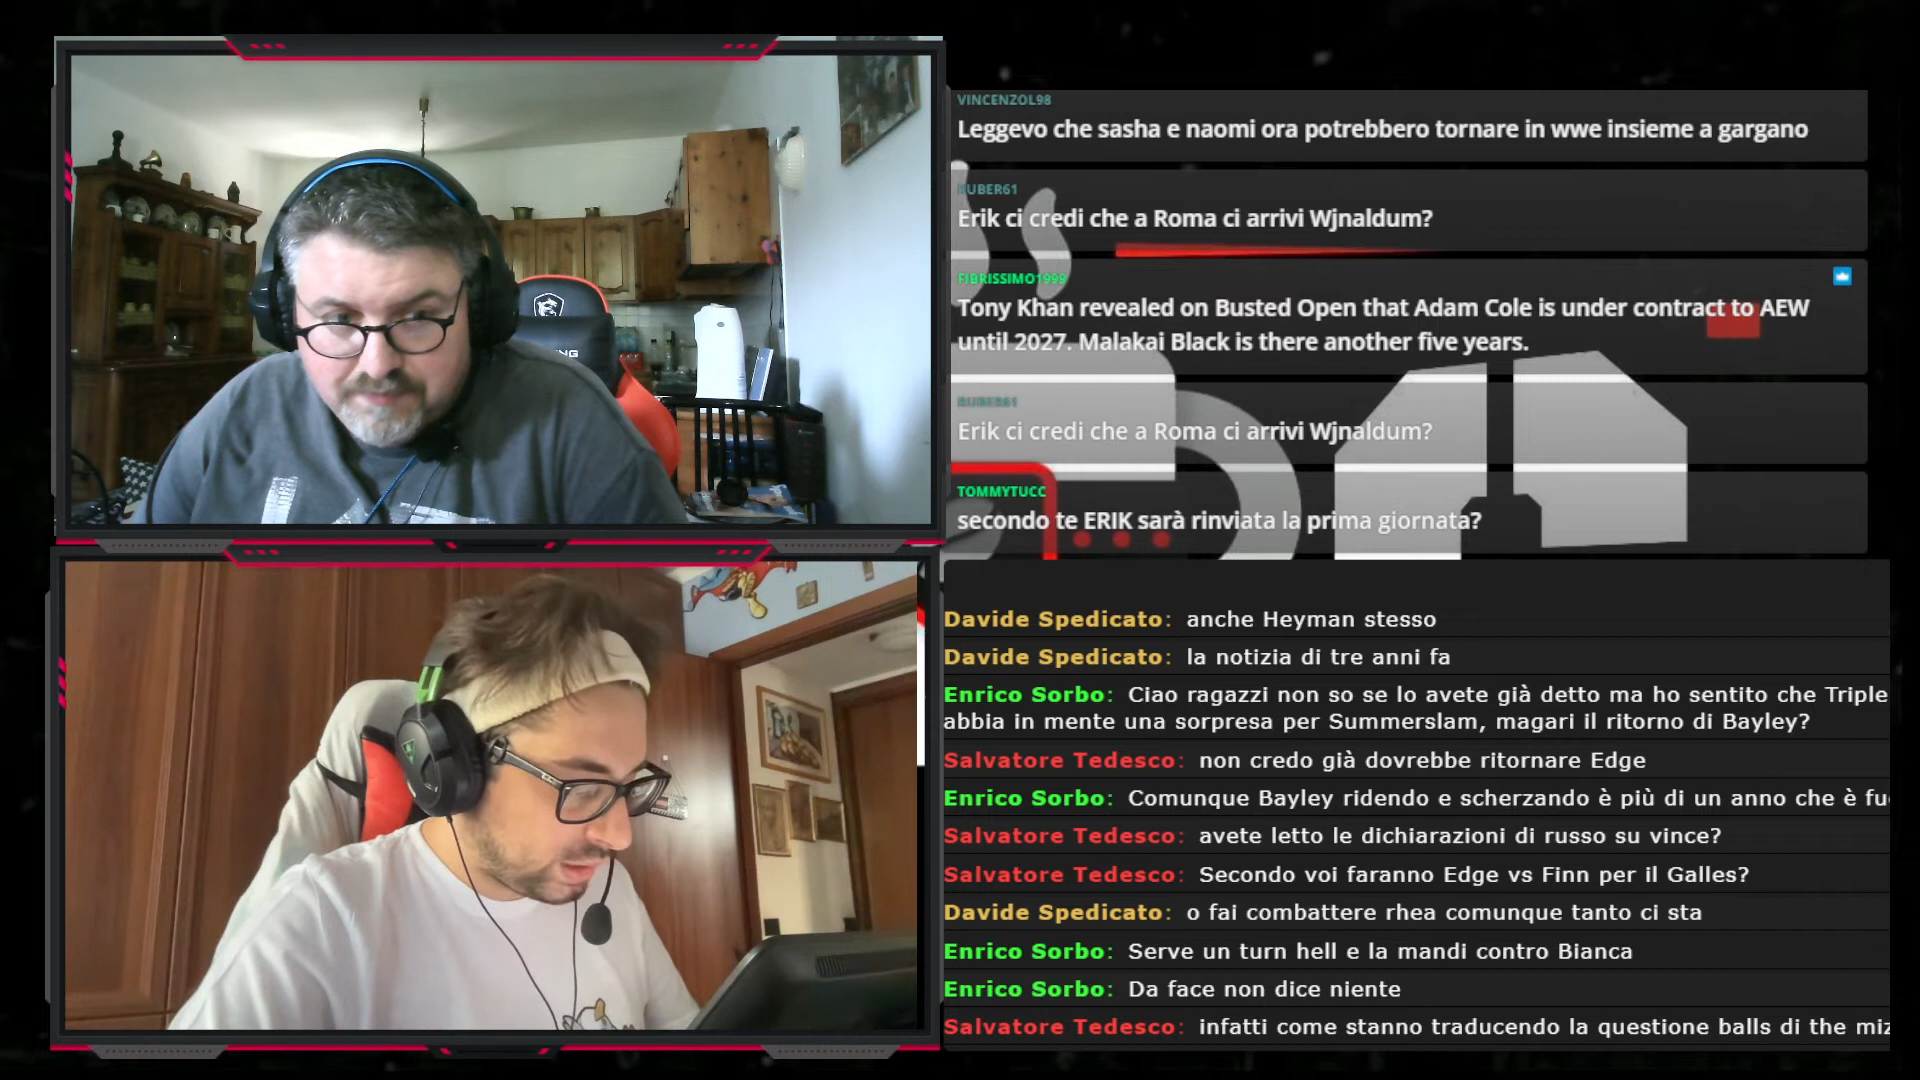 VINCENZOL98
Leggevo che sasha e naomi ora potrebbero tornare in wwe insieme a gargano
RUBER61
Erik ci credi che a Roma ci arrivi Wjnaldum?
FIBRISSIMO1999
Tony Khan revealed on Busted Open that Adam Cole is under contract to AEW
until 2027. Malakai Black is there another five years.
RUBER61
Erik ci credi che a Roma ci arrivi Wjnaldum?
TOMMYTUCC
secondo te ERIK sarà rinviata la prima giornata?
Davide Spedicato: anche Heyman stesso
Davide Spedicato: la notizia di tre anni fa
Enrico Sorbo: Ciao ragazzi non so se lo avete già detto ma ho sentito che Triple
abbia in mente una sorpresa per Summerslam, magari il ritorno di Bayley?
Salvatore Tedesco: non credo già dovrebbe ritornare Edge
Enrico Sorbo: Comunque Bayley ridendo e scherzando è più di un anno che è fu
Salvatore Tedesco: avete letto le dichiarazioni di russo su vince?
Salvatore Tedesco: Secondo voi faranno Edge vs Finn per il Galles?
Davide Spedicato: o fai combattere rhea comunque tanto ci sta
Enrico Sorbo: Serve un turn hell e la mandi contro Bianca
Enrico Sorbo: Da face non dice niente
Salvatore Tedesco: infatti come stanno traducendo la questione balls di the miz